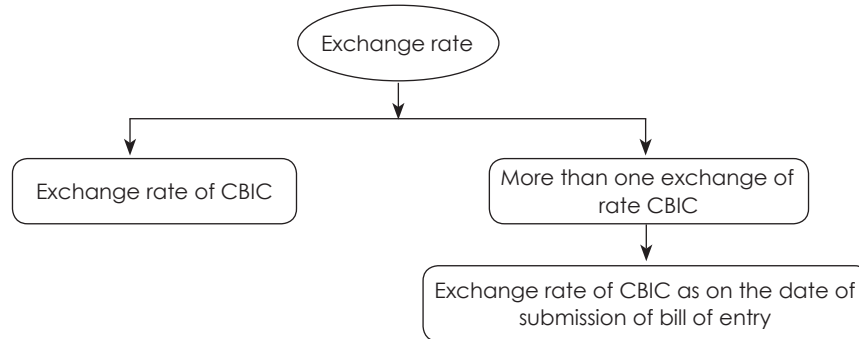 Exchange rate
Exchange rate of CBIC
More than one exchange of
rate CBIC
Exchange rate of CBIC as on the date of
submission of bill of entry